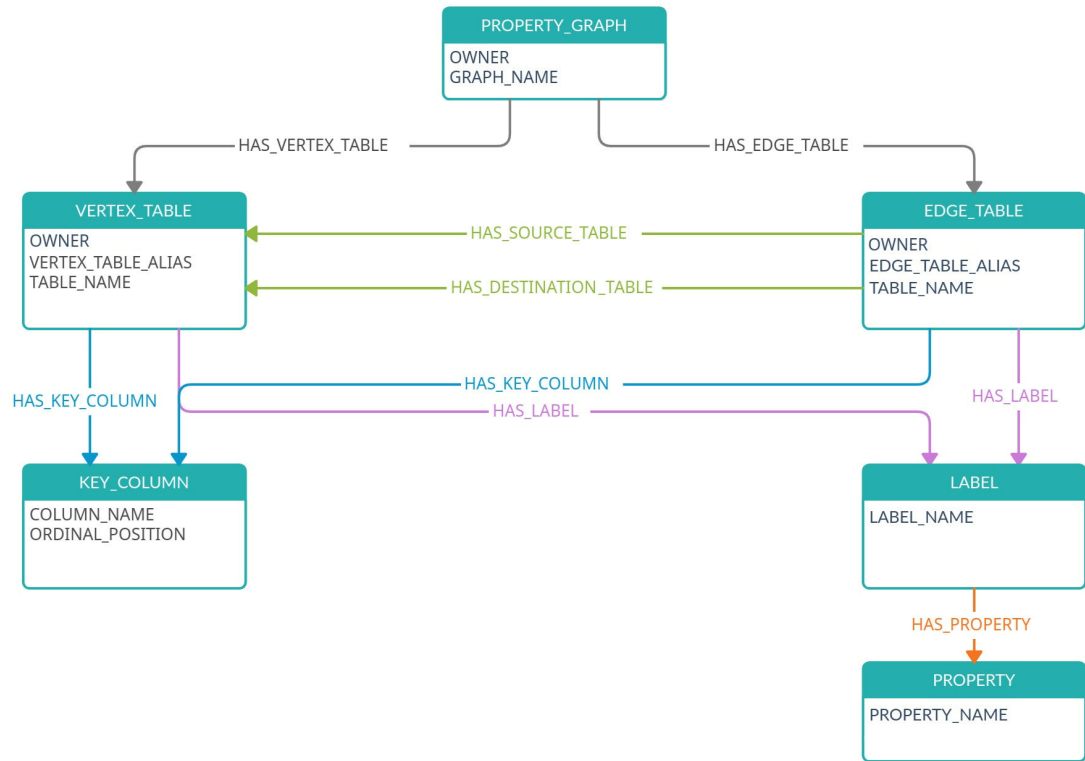 PROPERTY_GRAPH
OWNER
GRAPH_NAME
HAS_VERTEX_TABLE
HAS_EDGE_TABLE
VERTEX_TABLE
OWNER
VERTEX_TABLE_ALIAS
TABLE_NAME
HAS_SOURCE_TABLE
HAS_DESTINATION_TABLE
EDGE_TABLE
OWNER
EDGE_TABLE_ALIAS
TABLE_NAME
HAS_KEY_COLUMN
HAS_KEY_COLUMN
HAS_LABEL
HAS_LABEL
KEY_COLUMN
COLUMN_NAME
ORDINAL_POSITION
LABEL
LABEL_NAME
HAS_PROPERTY
PROPERTY
PROPERTY_NAME